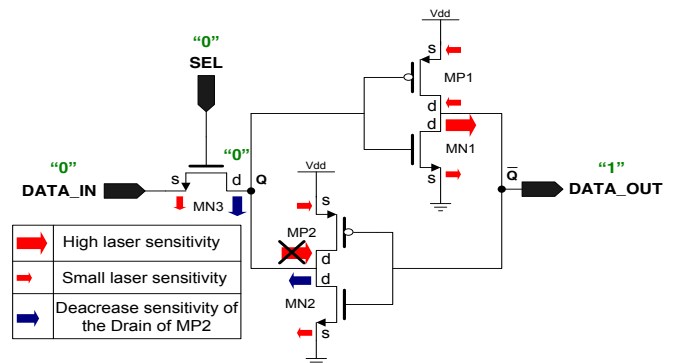 Vdd
"0"
SEL
s
MP1
d
d
"0"
"0"
MN1
s
d
Q
s
DATA_IN
MN3
Vdd
"1"
Q̅
DATA_OUT
s
MP2
d
d
MN2
s
High laser sensitivity
Small laser sensitivity
Deacrease sensitivity of
the Drain of MP2